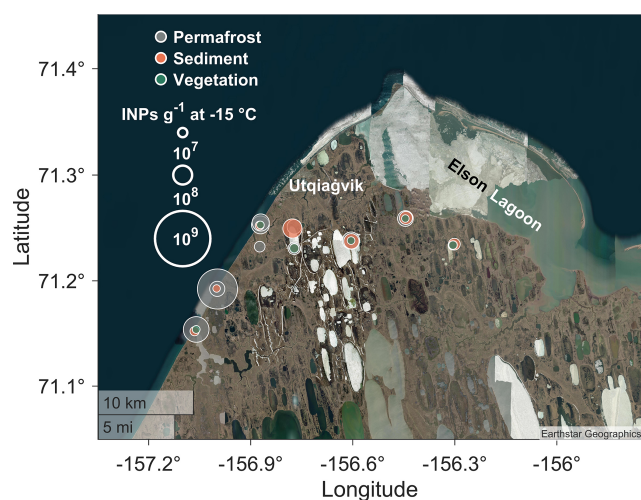 Permafrost
Sediment
Vegetation
INPs g-1 at -15 °C
10^7
10^8
10^9
Utqiaġvik
Elson Lagoon
71.4°
71.3°
71.2°
71.1°
Latitude
10 km
5 mi
Earthstar Geographics
-157.2° -156.9° -156.6° -156.3° -156°
Longitude